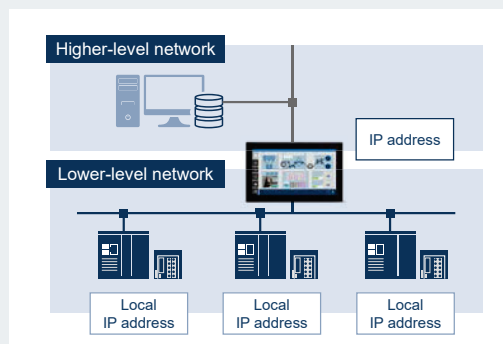 Higher-level network
IP address
Lower-level network
Local
IP address
Local
IP address
Local
IP address